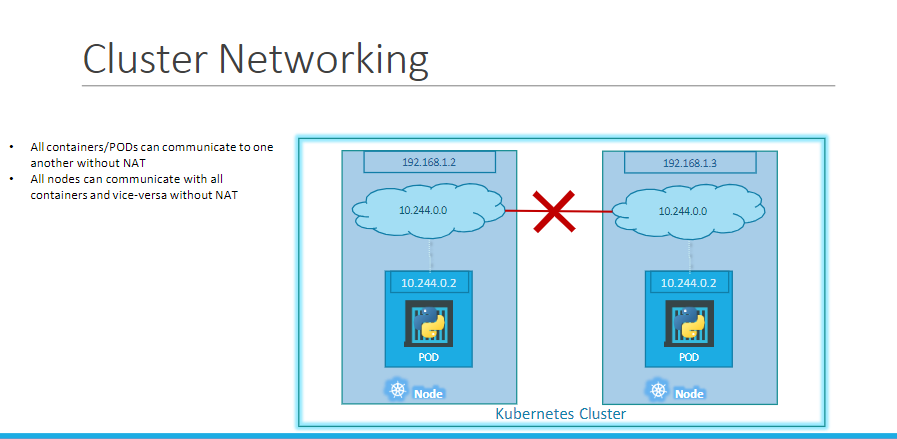 Cluster Networking
• All containers/PODs can communicate to one
another without NAT
• All nodes can communicate with all
containers and vice-versa without NAT
192.168.1.2
192.168.1.3
10.244.0.0
10.244.0.0
10.244.0.2
10.244.0.2
POD
POD
Node
Node
Kubernetes Cluster